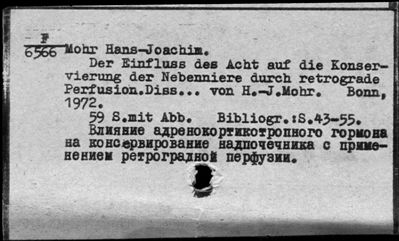 F
6566
Mohr Hans-Joachim.
Der Einfluss des Acht auf die Konser-
vierung der Nebenniere durch retrograde
Perfusion.Diss... von H.-J.Mohr. Bonn,
1972.
59 S.mit Abb. Bibliogr.:S.43-55.
Влияние адренокортикотропного гормона
на консервирование надпочечника с приме-
нением ретроградной перфузии.